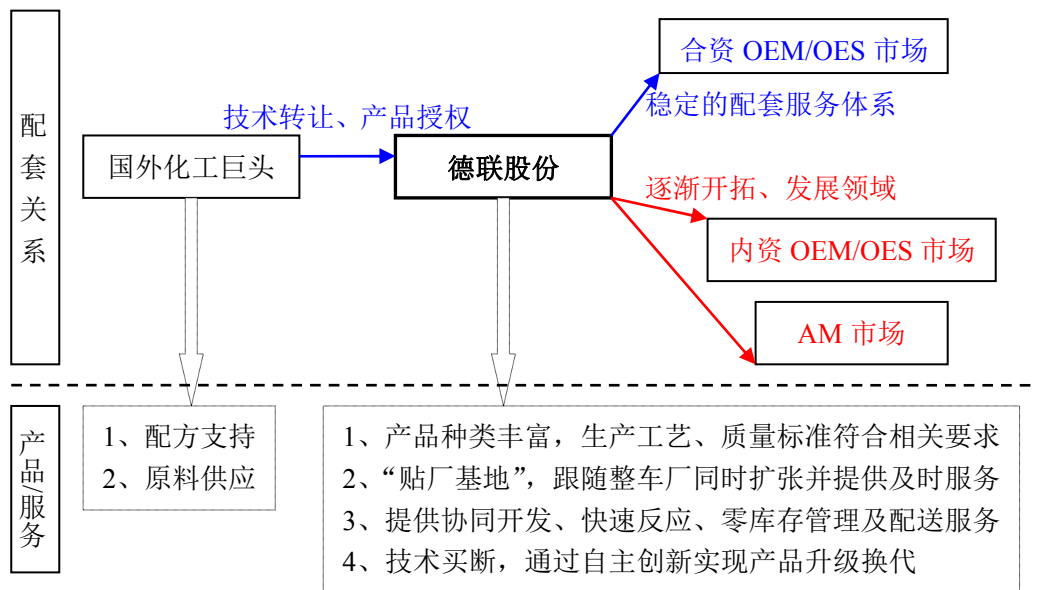 合资 OEM/OES 市场
技术转让、产品授权
稳定的配套服务体系
配套关系
国外化工巨头
德联股份
逐渐开拓、发展领域
内资 OEM/OES 市场
AM 市场
产品/服务
1、配方支持
2、原料供应
1、产品种类丰富，生产工艺、质量标准符合相关要求
2、“贴厂基地”，跟随整车厂同时扩张并提供及时服务
3、提供协同开发、快速反应、零库存管理及配送服务
4、技术买断，通过自主创新实现产品升级换代